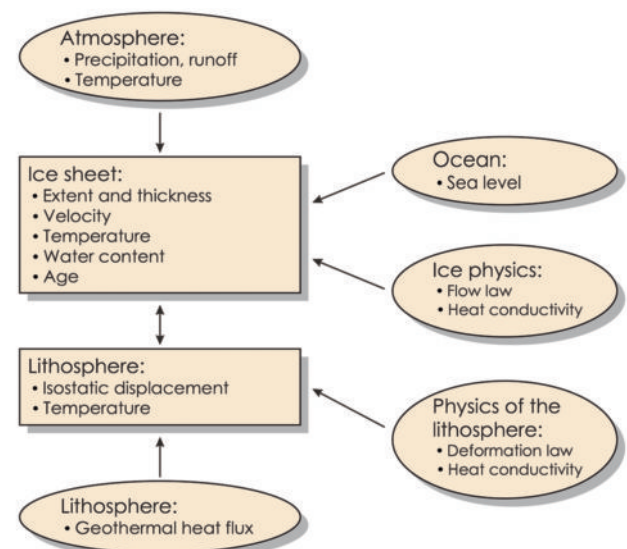 Atmosphere:
• Precipitation, runoff
• Temperature
Ice sheet:
• Extent and thickness
• Velocity
• Temperature
• Water content
• Age
Ocean:
• Sea level
Ice physics:
• Flow law
• Heat conductivity
Lithosphere:
• Isostatic displacement
• Temperature
Physics of the
lithosphere:
• Deformation law
• Heat conductivity
Lithosphere:
• Geothermal heat flux